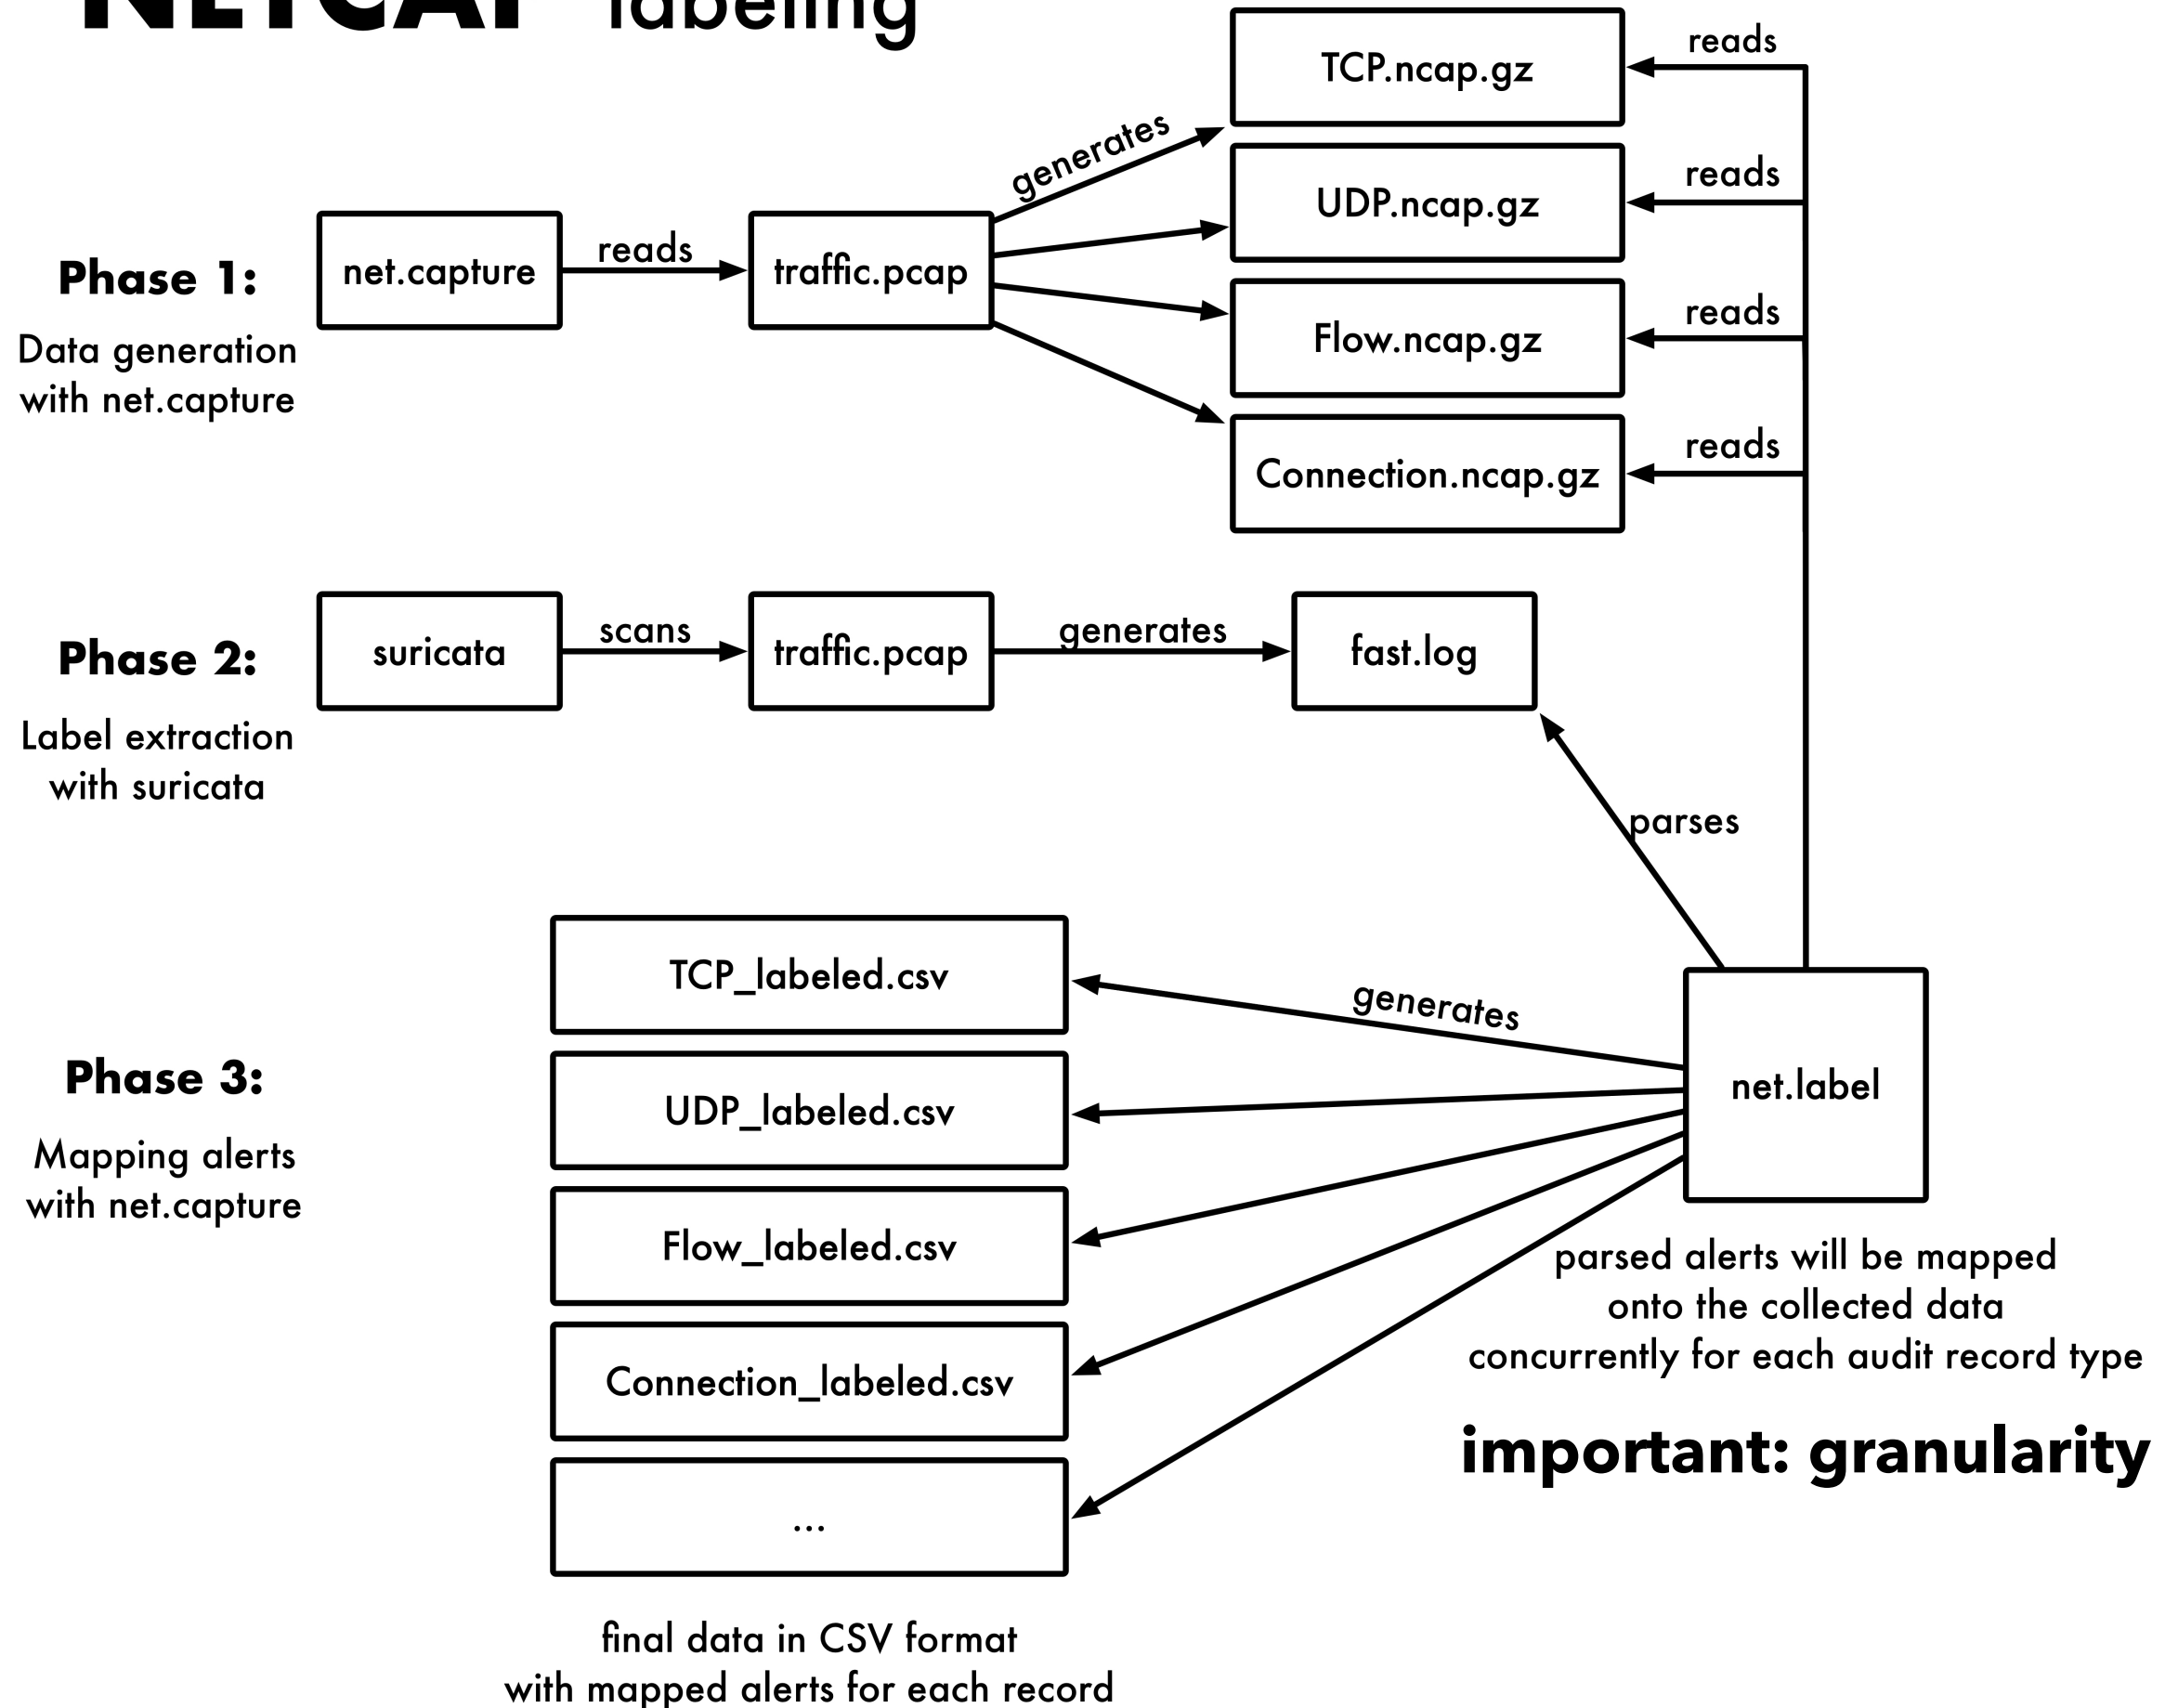 NETCAP labeling
TCP.ncap.gz
reads
generates
UDP.ncap.gz
reads
Phase 1:
Data generation
with net.capture
net.capture
reads
traffic.pcap
Flow.ncap.gz
reads
Connection.ncap.gz
reads
Phase 2:
Label extraction
with suricata
suricata
scans
traffic.pcap
generates
fast.log
parses
Phase 3:
Mapping alerts
with net.capture
TCP_labeled.csv
generates
UDP_labeled.csv
net.label
Flow_labeled.csv
Connection_labeled.csv
...
parsed alerts will be mapped
onto the collected data
concurrently for each audit record type
important: granularity
final data in CSV format
with mapped alerts for each record